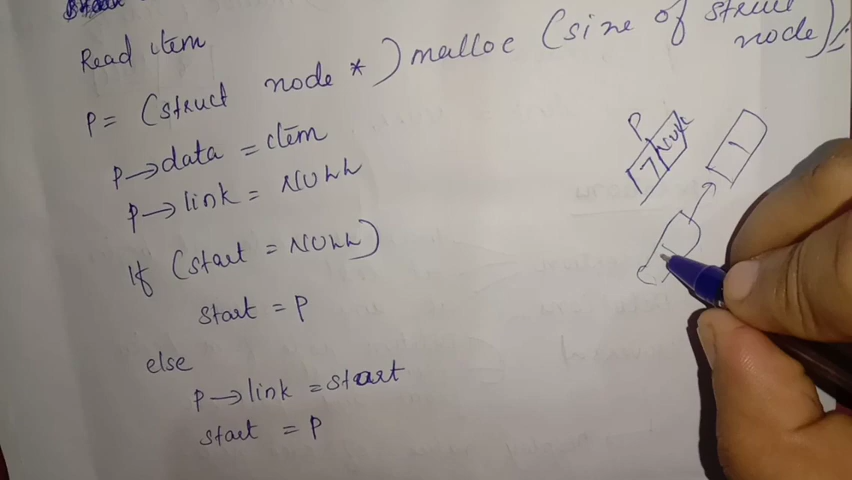 Read item
P = (struct node *) malloc (size of struct
node);
P → data = item
P → link = NULL
If (start = NULL)
start = P
else
P → link = start
start = P
P
7 NULL